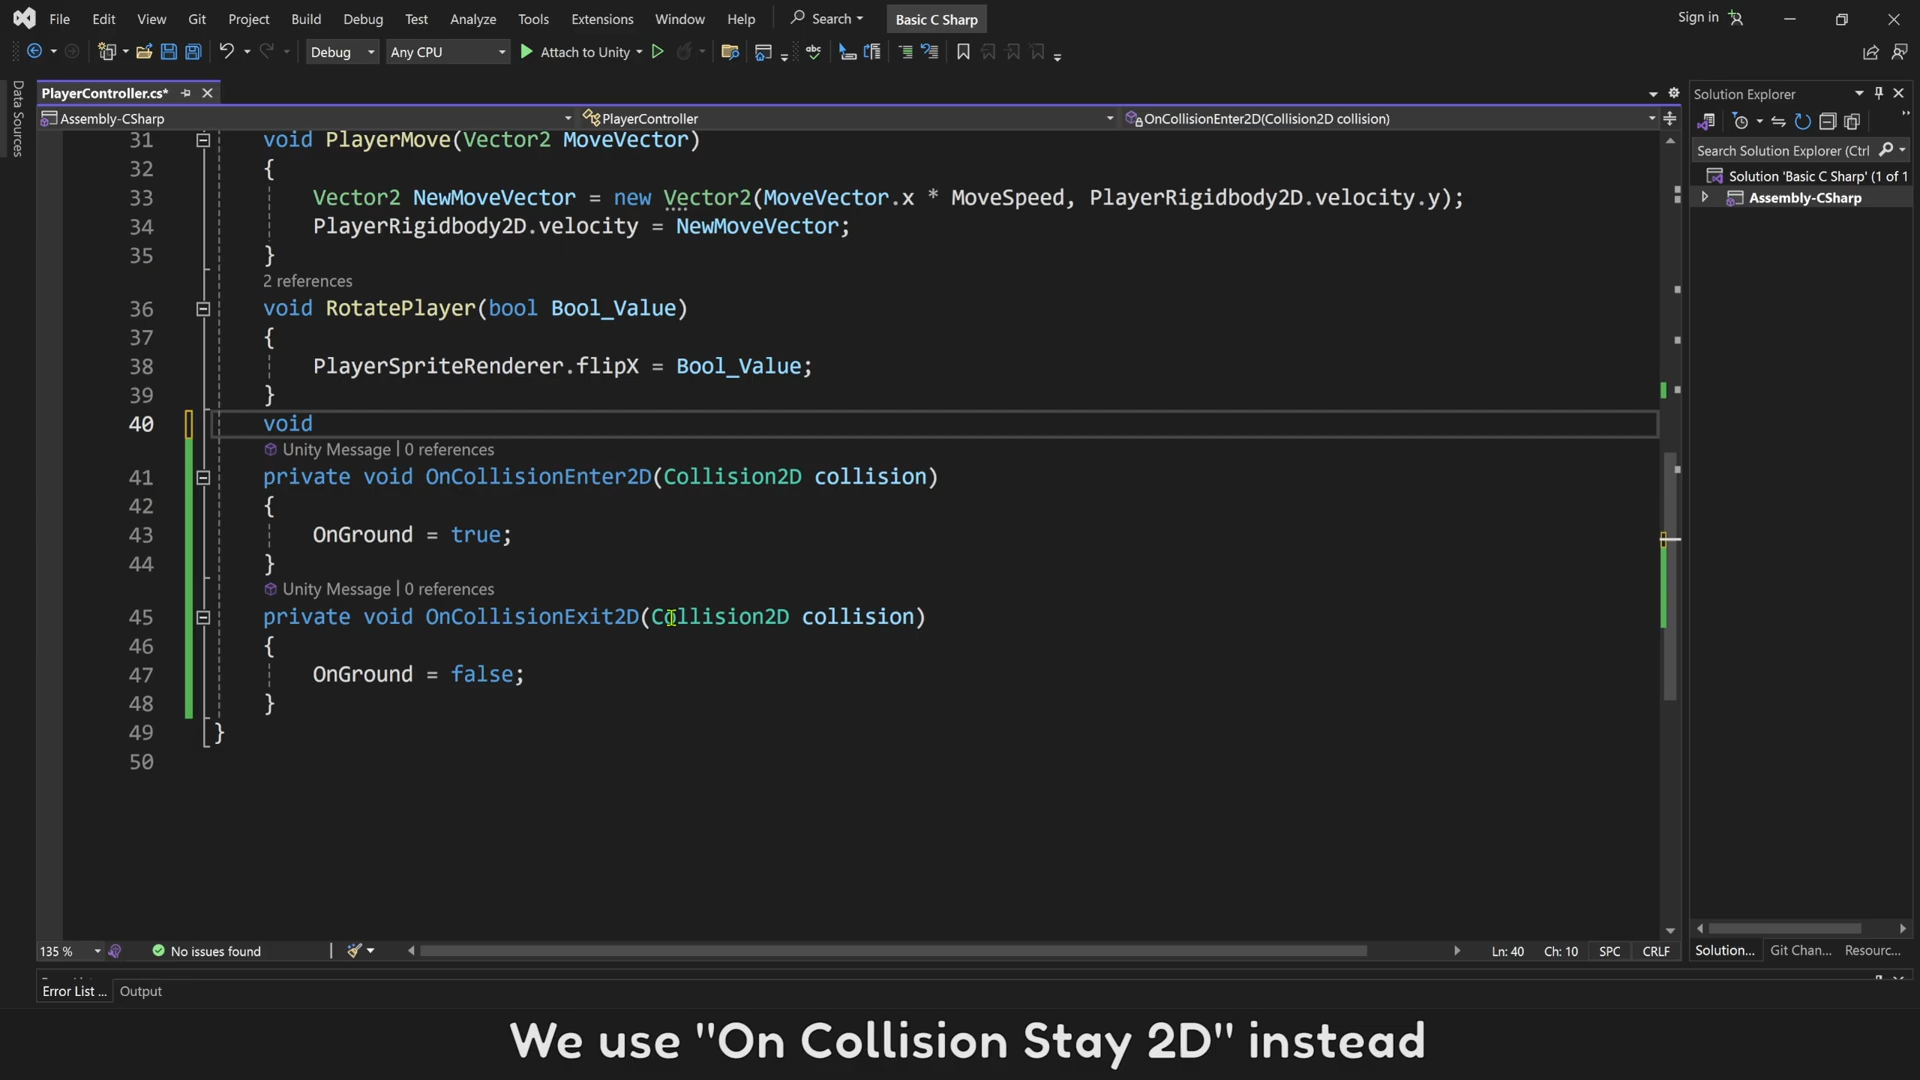 File Edit View Git Project Build Debug Test Analyze Tools Extensions Window Help Search Basic C Sharp Sign in
Debug Any CPU Attach to Unity
Data Sources
PlayerController.cs*
Solution Explorer
Assembly-CSharp PlayerController OnCollisionEnter2D(Collision2D collision)
Search Solution Explorer (Ctrl
Solution 'Basic C Sharp' (1 of 1
Assembly-CSharp
31 void PlayerMove(Vector2 MoveVector)
32 {
33 Vector2 NewMoveVector = new Vector2(MoveVector.x * MoveSpeed, PlayerRigidbody2D.velocity.y);
34 PlayerRigidbody2D.velocity = NewMoveVector;
35 }
2 references
36 void RotatePlayer(bool Bool_Value)
37 {
38 PlayerSpriteRenderer.flipX = Bool_Value;
39 }
40 void
Unity Message | 0 references
41 private void OnCollisionEnter2D(Collision2D collision)
42 {
43 OnGround = true;
44 }
Unity Message | 0 references
45 private void OnCollisionExit2D(Collision2D collision)
46 {
47 OnGround = false;
48 }
49 }
50
135 % No issues found Ln: 40 Ch: 10 SPC CRLF
Solution... Git Chan... Resourc...
Error List ... Output
We use "On Collision Stay 2D" instead